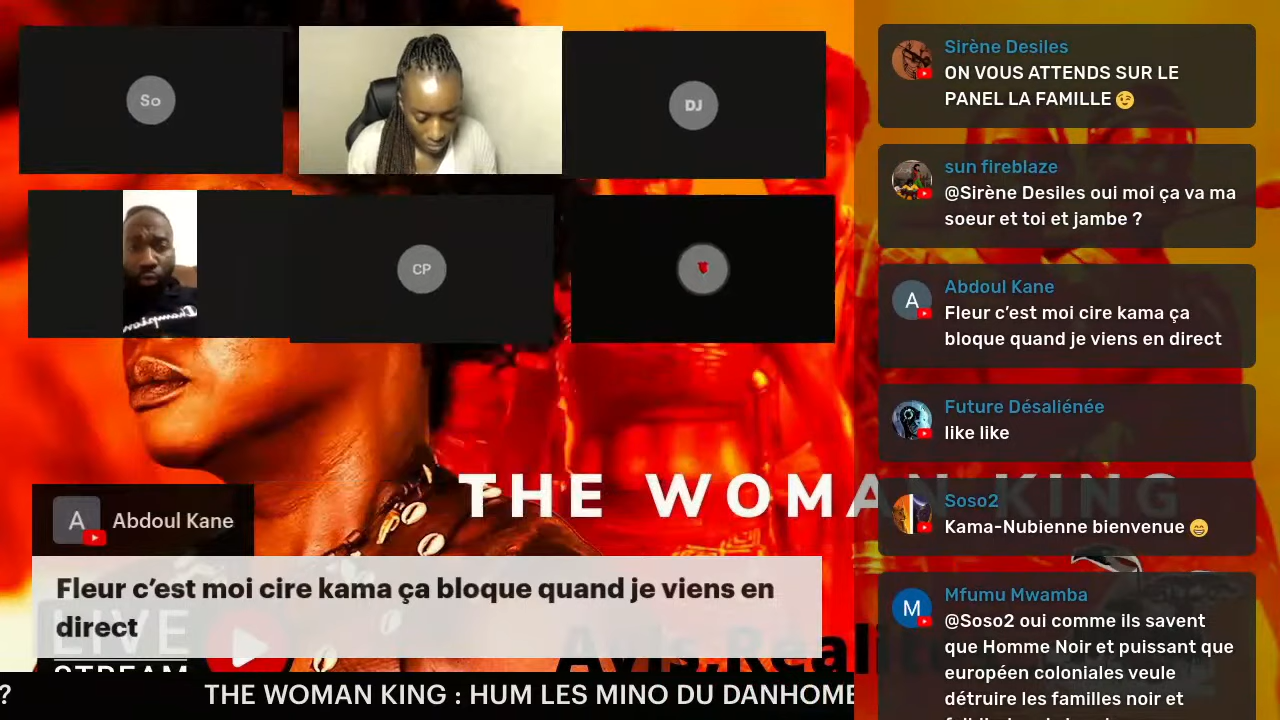 So
DJ
CP
Champion
THE WOMAN KING
Abdoul Kane
A
Fleur c’est moi cire kama ça bloque quand je viens en
direct
LIVE
STREAM
Avis,Réali
?
THE WOMAN KING : HUM LES MINO DU DANHOME
Sirène Desiles
ON VOUS ATTENDS SUR LE
PANEL LA FAMILLE 😉
sun fireblaze
@Sirène Desiles oui moi ça va ma
soeur et toi et jambe ?
A
Abdoul Kane
Fleur c’est moi cire kama ça
bloque quand je viens en direct
Future Désaliénée
like like
Soso2
Kama-Nubienne bienvenue 😁
M
Mfumu Mwamba
@Soso2 oui comme ils savent
que Homme Noir et puissant que
européen coloniales veule
détruire les familles noir et